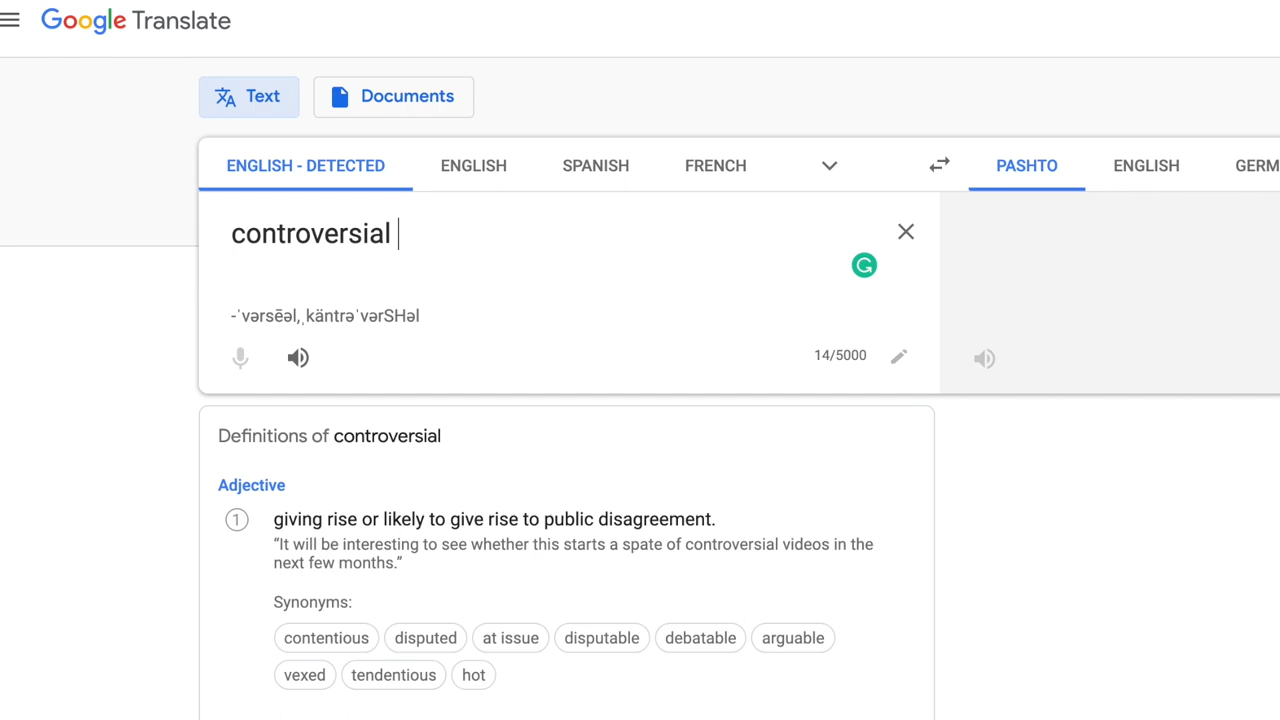 Google Translate
Text Documents
ENGLISH - DETECTED ENGLISH SPANISH FRENCH PASHTO ENGLISH GERM
controversial
-ˈvərsēəl,ˌkäntrəˈvərSHəl
14/5000
Definitions of controversial
Adjective
1 giving rise or likely to give rise to public disagreement.
“It will be interesting to see whether this starts a spate of controversial videos in the
next few months.”
Synonyms:
contentious disputed at issue disputable debatable arguable
vexed tendentious hot